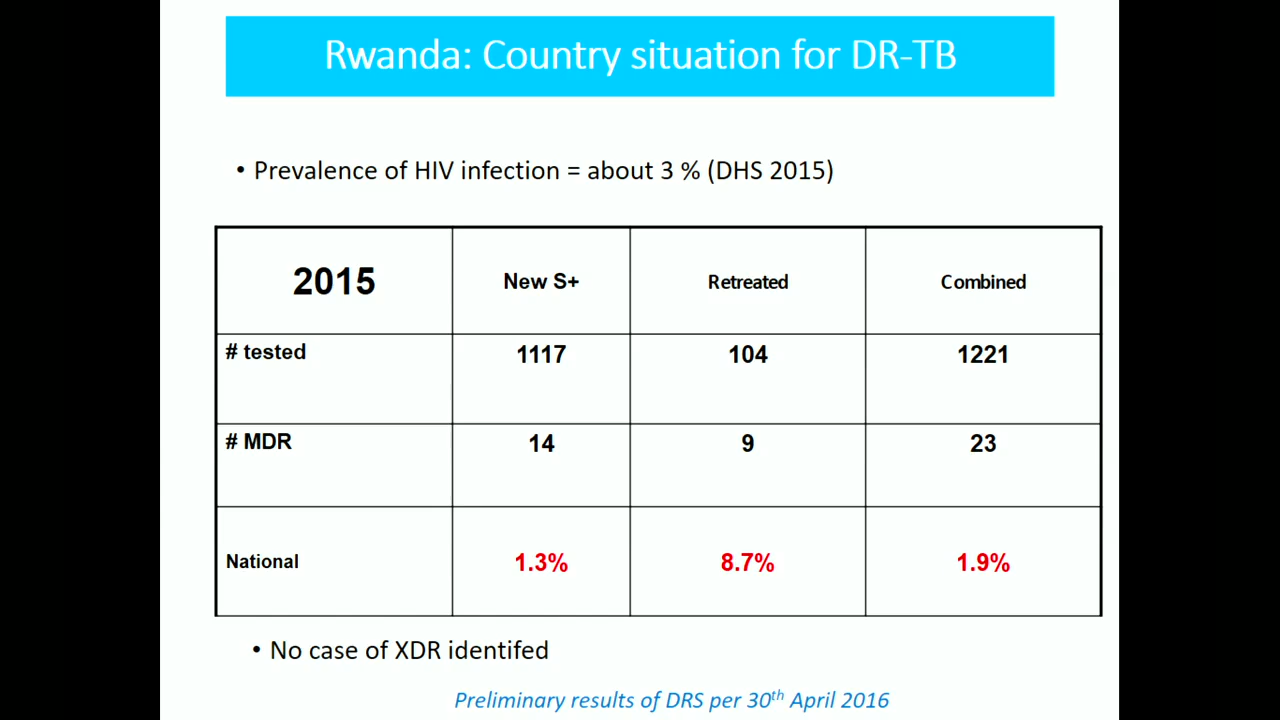 Rwanda: Country situation for DR-TB
• Prevalence of HIV infection = about 3 % (DHS 2015)
2015 New S+ Retreated Combined
# tested 1117 104 1221
# MDR 14 9 23
National 1.3% 8.7% 1.9%
• No case of XDR identifed
Preliminary results of DRS per 30th April 2016